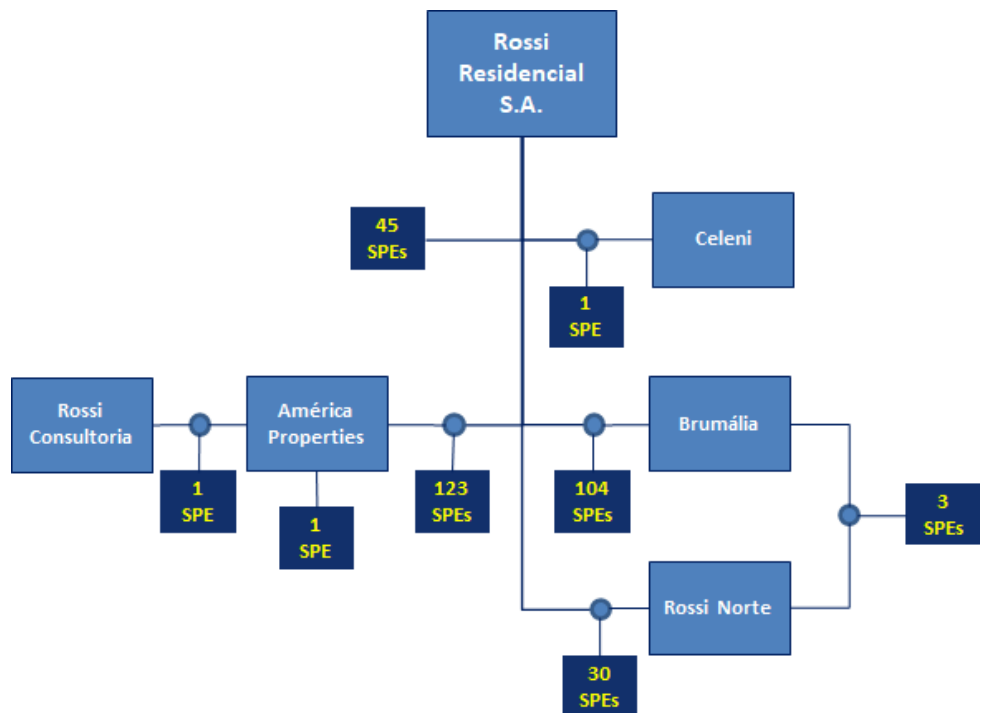 Rossi
Residencial
S.A.
45
SPEs
Celeni
1
SPE
Rossi
Consultoria
América
Properties
Brumália
1
SPE
1
SPE
123
SPEs
104
SPEs
3
SPEs
Rossi Norte
30
SPEs